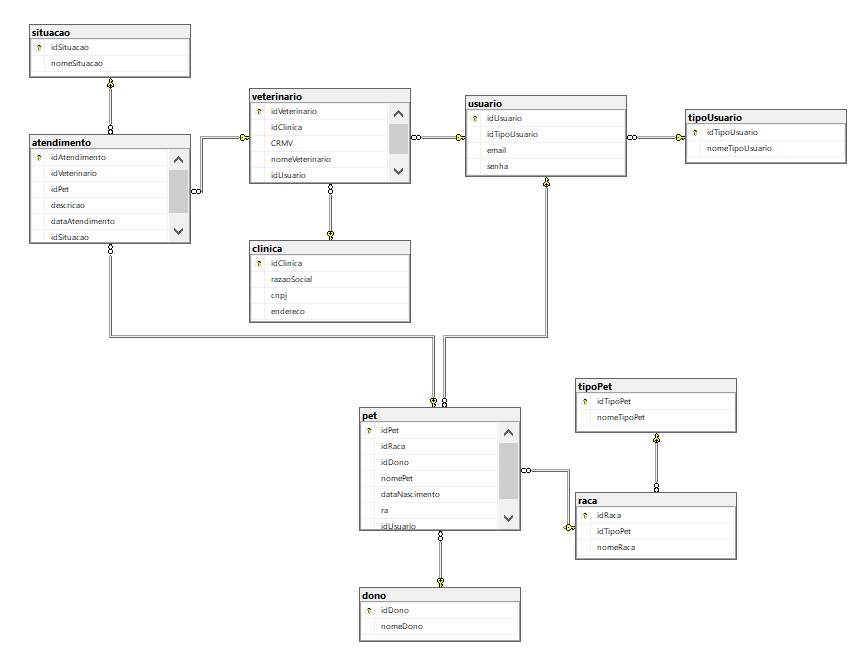 situacao
idSituacao
nomeSituacao
atendimento
idAtendimento
idVeterinario
idPet
descricao
dataAtendimento
idSituacao
veterinario
idVeterinario
idClinica
CRMV
nomeVeterinario
idUsuario
usuario
idUsuario
idTipoUsuario
email
senha
tipoUsuario
idTipoUsuario
nomeTipoUsuario
clinica
idClinica
razaoSocial
cnpj
endereco
pet
idPet
idRaca
idDono
nomePet
dataNascimento
ra
idUsuario
tipoPet
idTipoPet
nomeTipoPet
raca
idRaca
idTipoPet
nomeRaca
dono
idDono
nomeDono